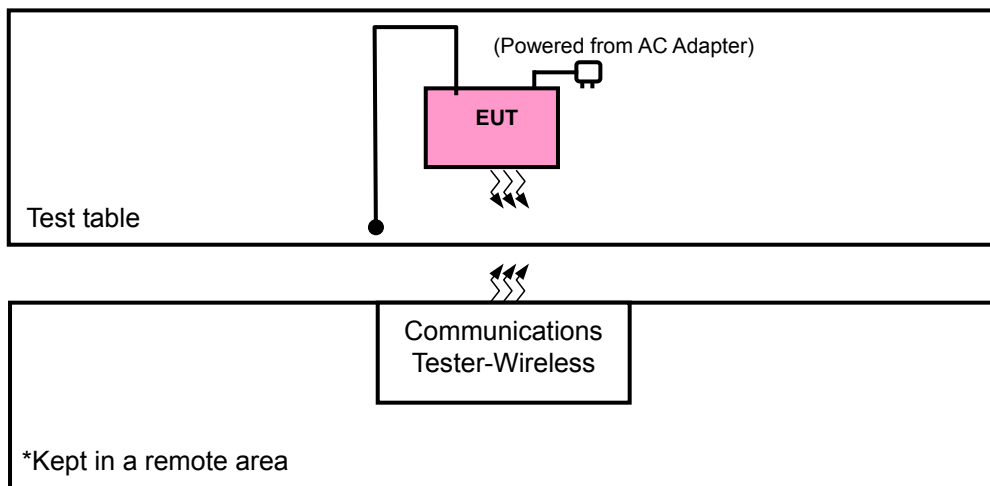 (Powered from AC Adapter)
EUT
Test table
Communications
Tester-Wireless
*Kept in a remote area